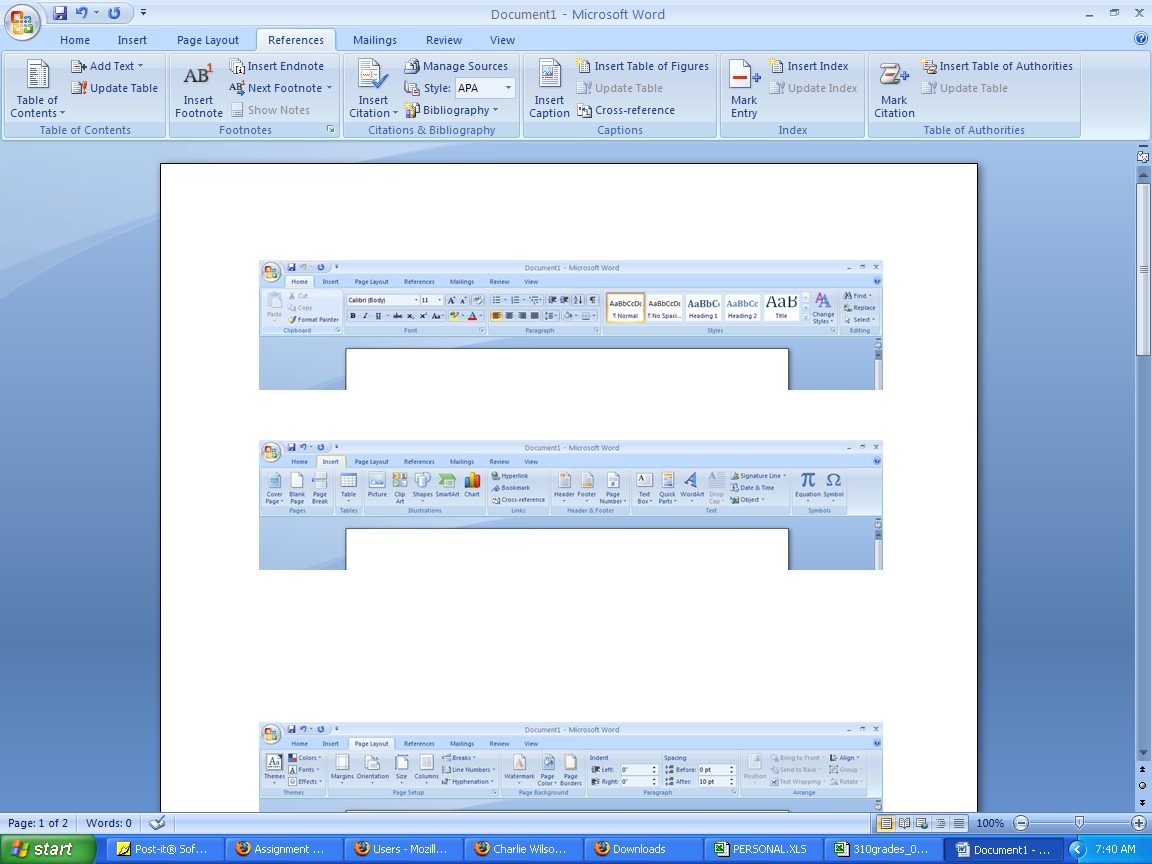 Document1 - Microsoft Word
Home Insert Page Layout References Mailings Review View
Table of Contents Add Text Update Table
Table of Contents
AB1 Insert Footnote Insert Endnote AB1 Next Footnote Show Notes
Footnotes
Insert Citation Manage Sources Style: APA Bibliography
Citations & Bibliography
Insert Caption Insert Table of Figures Update Table Cross-reference
Captions
Mark Entry Insert Index Update Index
Index
Mark Citation Insert Table of Authorities Update Table
Table of Authorities
Document1 - Microsoft Word
Home Insert Page Layout References Mailings Review View
Paste Cut Copy Format Painter
Clipboard
Calibri (Body) 11
B I U abc x₂ x² Aa
Font
Paragraph
AaBbCcDc AaBbCcDc AaBbC AaBbCc AaB
¶ Normal ¶ No Spaci... Heading 1 Heading 2 Title
Change Styles
Styles
Find Replace Select
Editing
Document1 - Microsoft Word
Home Insert Page Layout References Mailings Review View
Cover Page Blank Page Page Break
Pages
Table
Tables
Picture Clip Art Shapes SmartArt Chart
Illustrations
Hyperlink Bookmark Cross-reference
Links
Header Footer Page Number
Header & Footer
Text Box Quick Parts WordArt Drop Cap Signature Line Date & Time Object
Text
π Equation Ω Symbol
Symbols
Document1 - Microsoft Word
Home Insert Page Layout References Mailings Review View
Themes Colors Fonts Effects
Themes
Margins Orientation Size Columns Breaks Line Numbers Hyphenation
Page Setup
Watermark Page Color Page Borders
Page Background
Indent Left: 0" Right: 0"
Spacing Before: 0 pt After: 10 pt
Paragraph
Position Bring to Front Send to Back Text Wrapping Align Group Rotate
Arrange
Page: 1 of 2 Words: 0 100%
start Post-it® Sof... Assignment ... Users - Mozill... Charlie Wilso... Downloads PERSONAL.XLS 310grades_0... Document1 - ... 7:40 AM